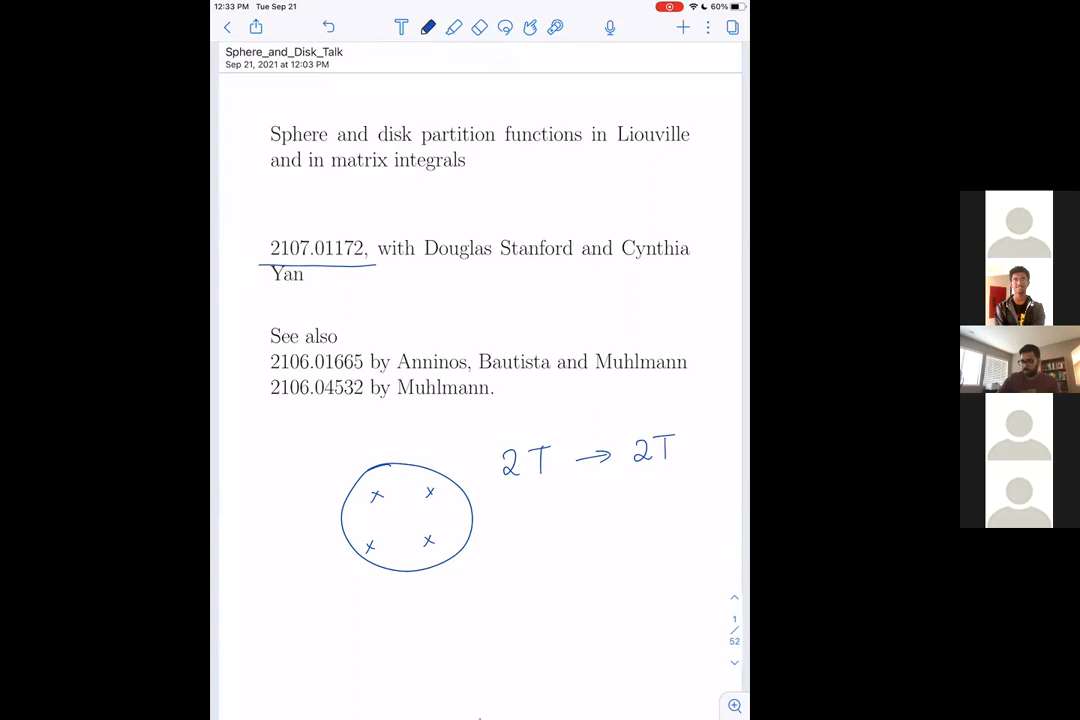 12:33 PM Tue Sep 21
60%
Sphere_and_Disk_Talk
Sep 21, 2021 at 12:03 PM
Sphere and disk partition functions in Liouville
and in matrix integrals
2107.01172, with Douglas Stanford and Cynthia
Yan
See also
2106.01665 by Anninos, Bautista and Muhlmann
2106.04532 by Muhlmann.
2T → 2T
x x
x x
1
/
52